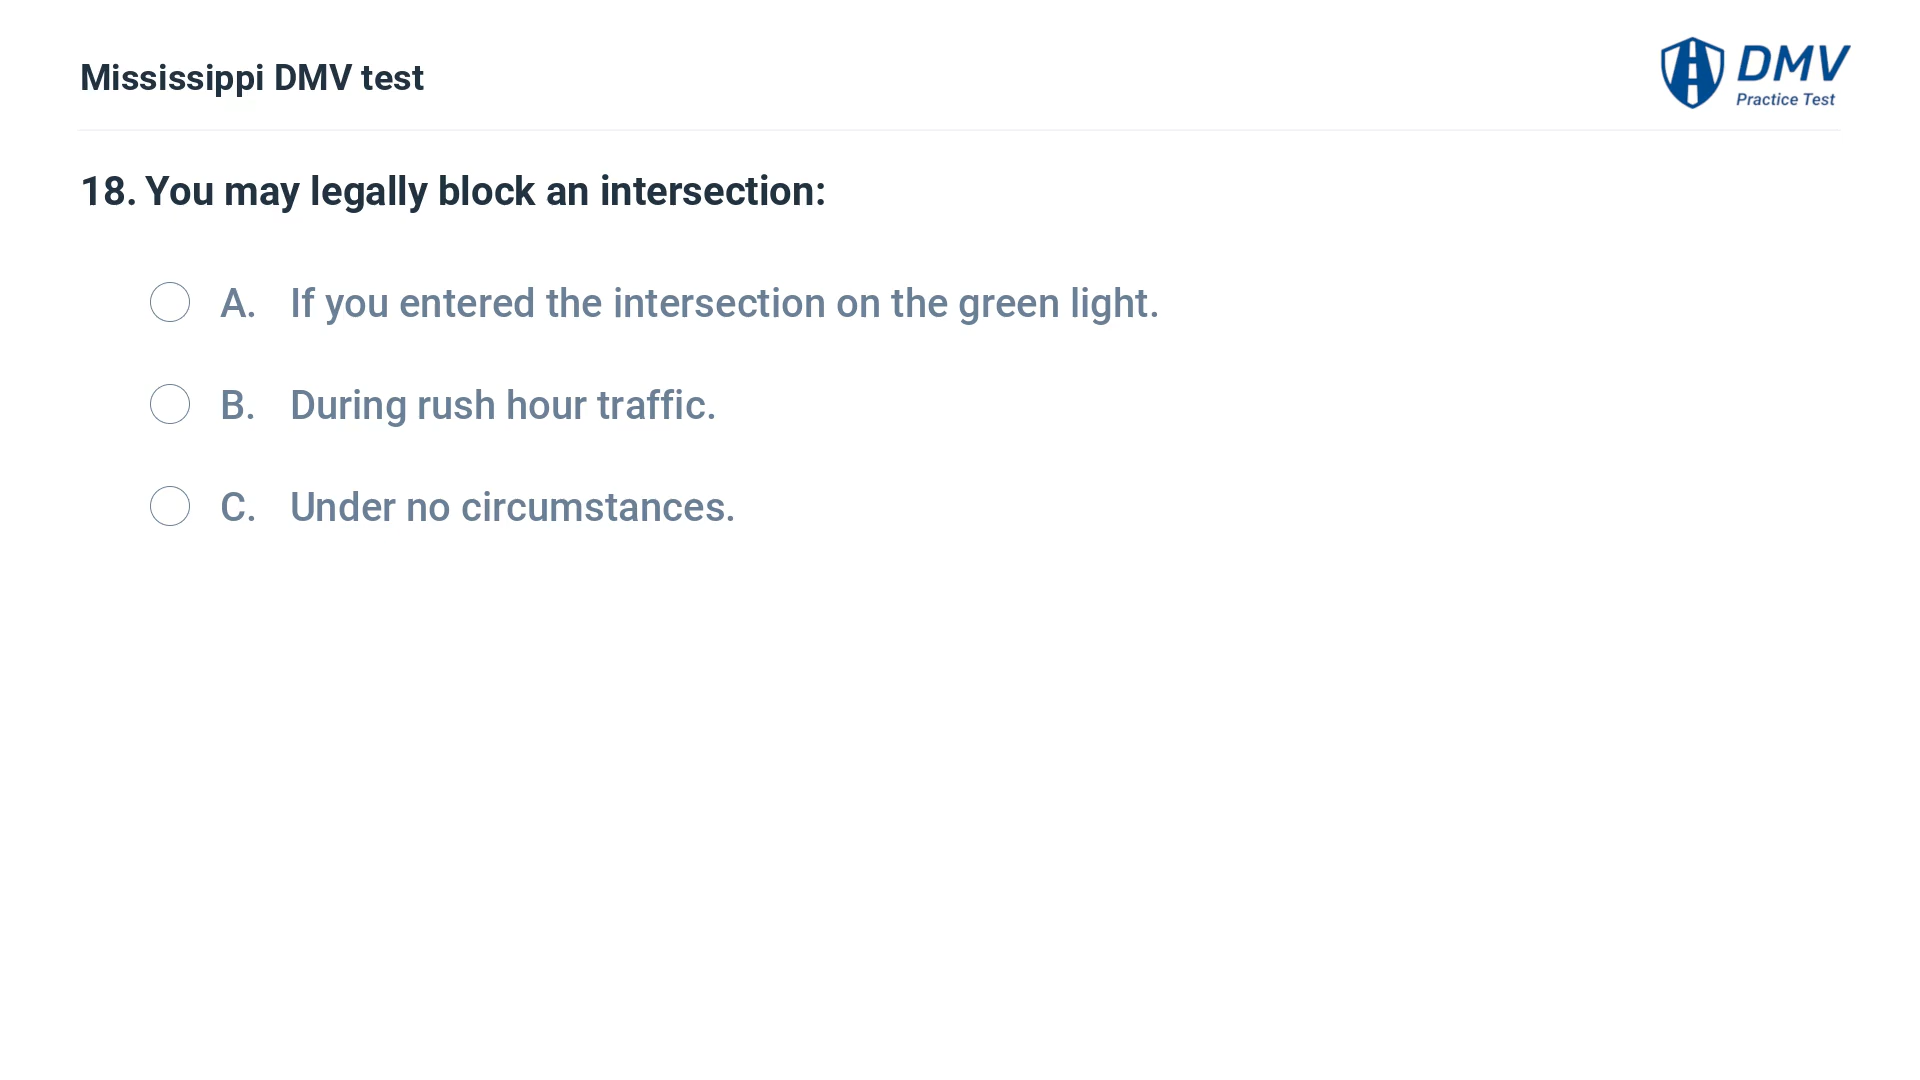 Mississippi DMV test
DMV
Practice Test
18. You may legally block an intersection:
A. If you entered the intersection on the green light.
B. During rush hour traffic.
C. Under no circumstances.